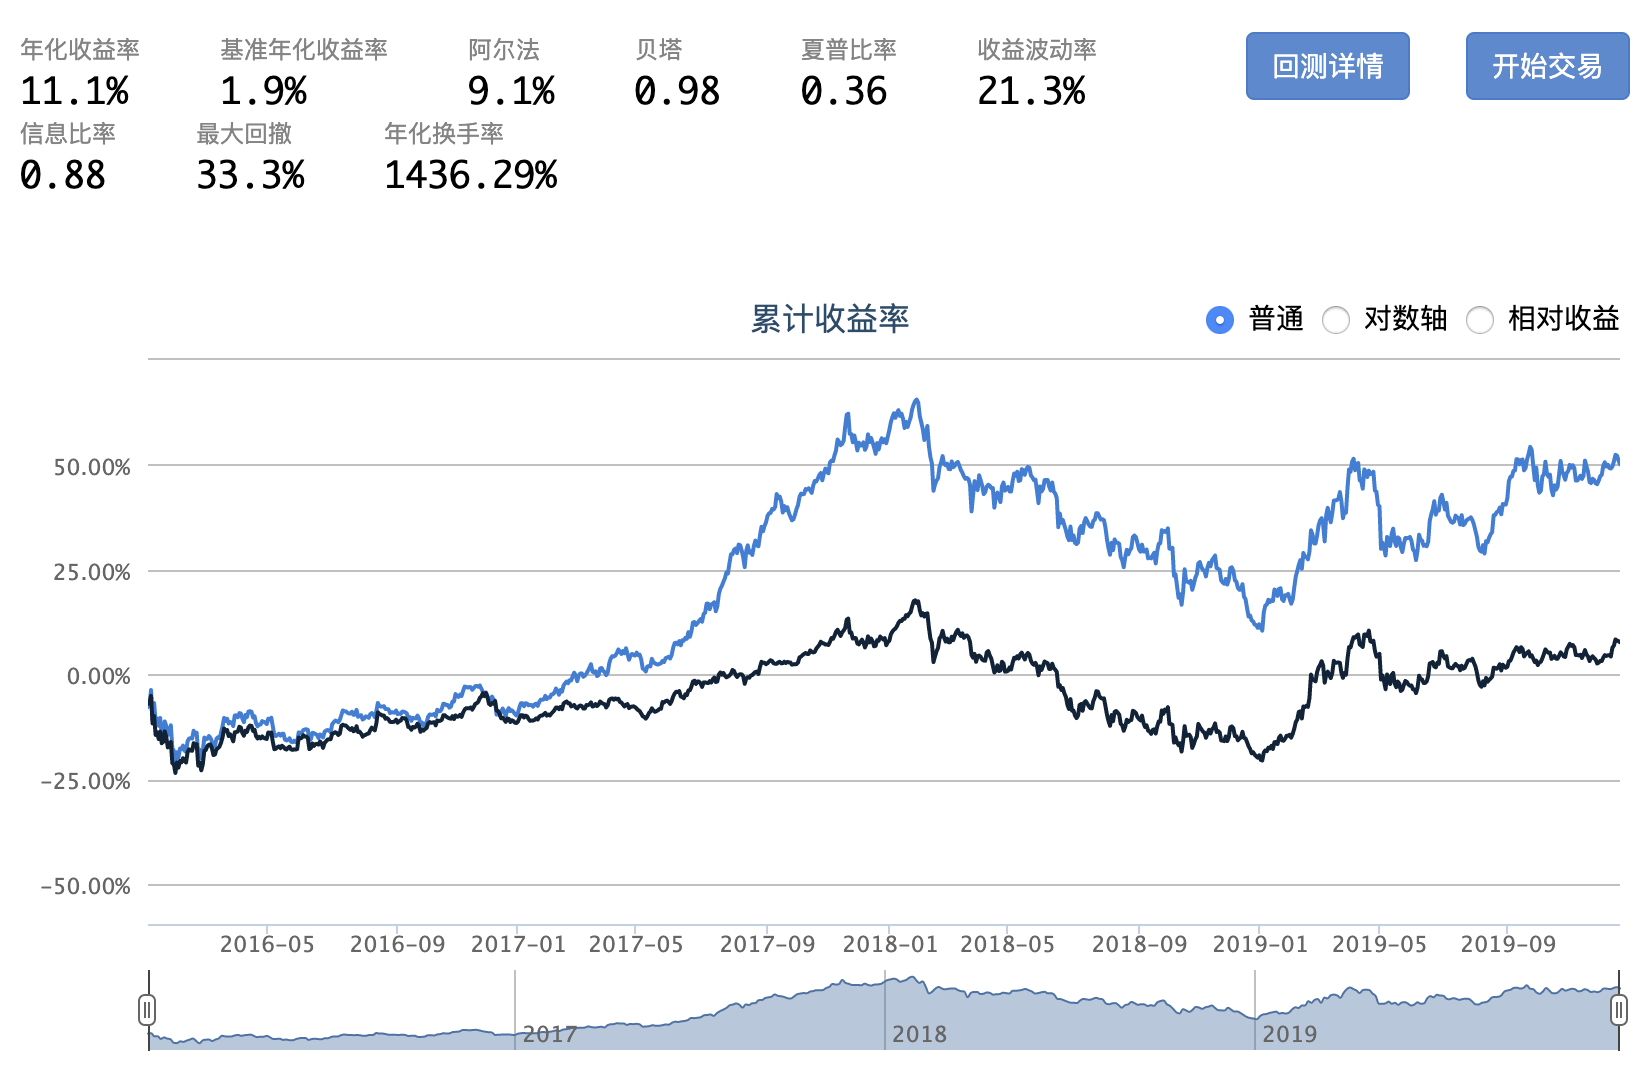 年化收益率 基准年化收益率 阿尔法 贝塔 夏普比率 收益波动率
11.1% 1.9% 9.1% 0.98 0.36 21.3%
回测详情 开始交易
信息比率 最大回撤 年化换手率
0.88 33.3% 1436.29%
累计收益率
普通 对数轴 相对收益
50.00%
25.00%
0.00%
-25.00%
-50.00%
2016-05 2016-09 2017-01 2017-05 2017-09 2018-01 2018-05 2018-09 2019-01 2019-05 2019-09
2017 2018 2019